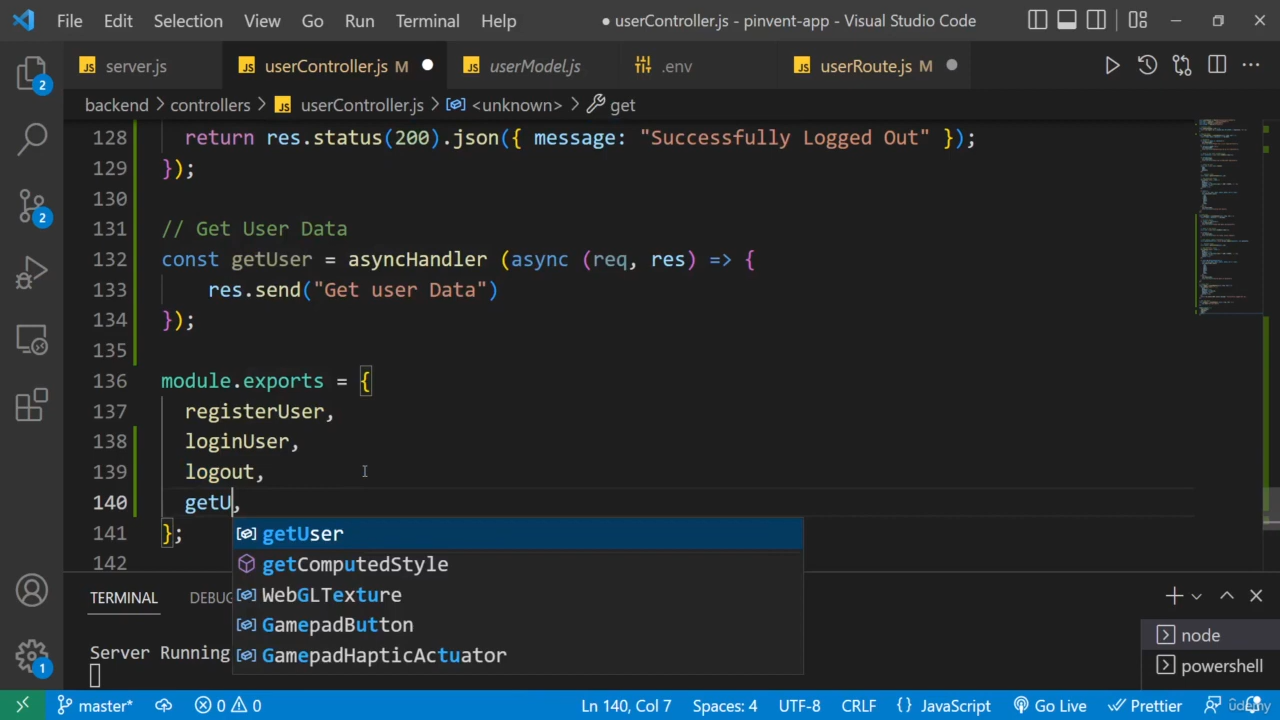 File Edit Selection View Go Run Terminal Help ● userController.js - pinvent-app - Visual Studio Code
JS server.js JS userController.js M JS userModel.js .env JS userRoute.js M
backend > controllers > JS userController.js > <unknown> > get
128 return res.status(200).json({ message: "Successfully Logged Out" });
129 });
130
131 // Get User Data
132 const getUser = asyncHandler (async (req, res) => {
133 res.send("Get user Data")
134 });
135
136 module.exports = {
137 registerUser,
138 loginUser,
139 logout,
140 getU,
141 };
142
getUser
getComputedStyle
WebGLTexture
GamepadButton
GamepadHapticActuator
TERMINAL DEBUG
Server Running
node
powershell
2
2
1
master* 0 0 Ln 140, Col 7 Spaces: 4 UTF-8 CRLF {} JavaScript Go Live Prettier
udemy